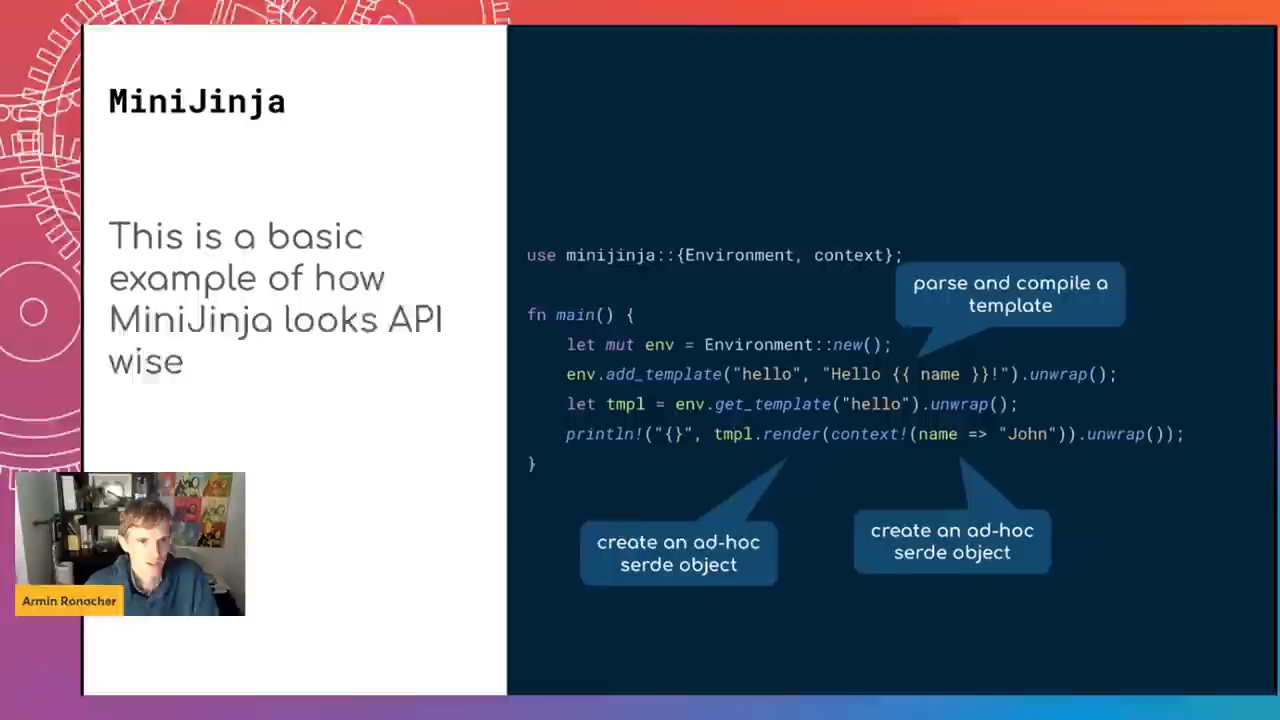 MiniJinja
This is a basic
example of how
MiniJinja looks API
wise
use minijinja::{Environment, context};
parse and compile a
template
fn main() {
let mut env = Environment::new();
env.add_template("hello", "Hello {{ name }}!").unwrap();
let tmpl = env.get_template("hello").unwrap();
println!("{}", tmpl.render(context!(name => "John")).unwrap());
}
create an ad-hoc
serde object
create an ad-hoc
serde object
Armin Ronacher